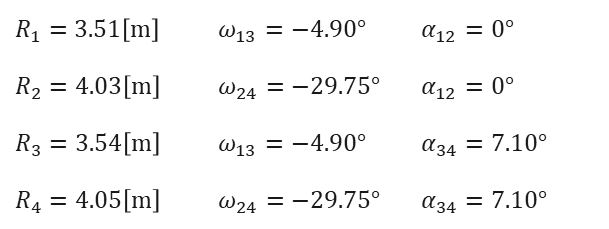 R₁ = 3.51[m] ω₁₃ = −4.90° α₁₂ = 0°
R₂ = 4.03[m] ω₂₄ = −29.75° α₁₂ = 0°
R₃ = 3.54[m] ω₁₃ = −4.90° α₃₄ = 7.10°
R₄ = 4.05[m] ω₂₄ = −29.75° α₃₄ = 7.10°